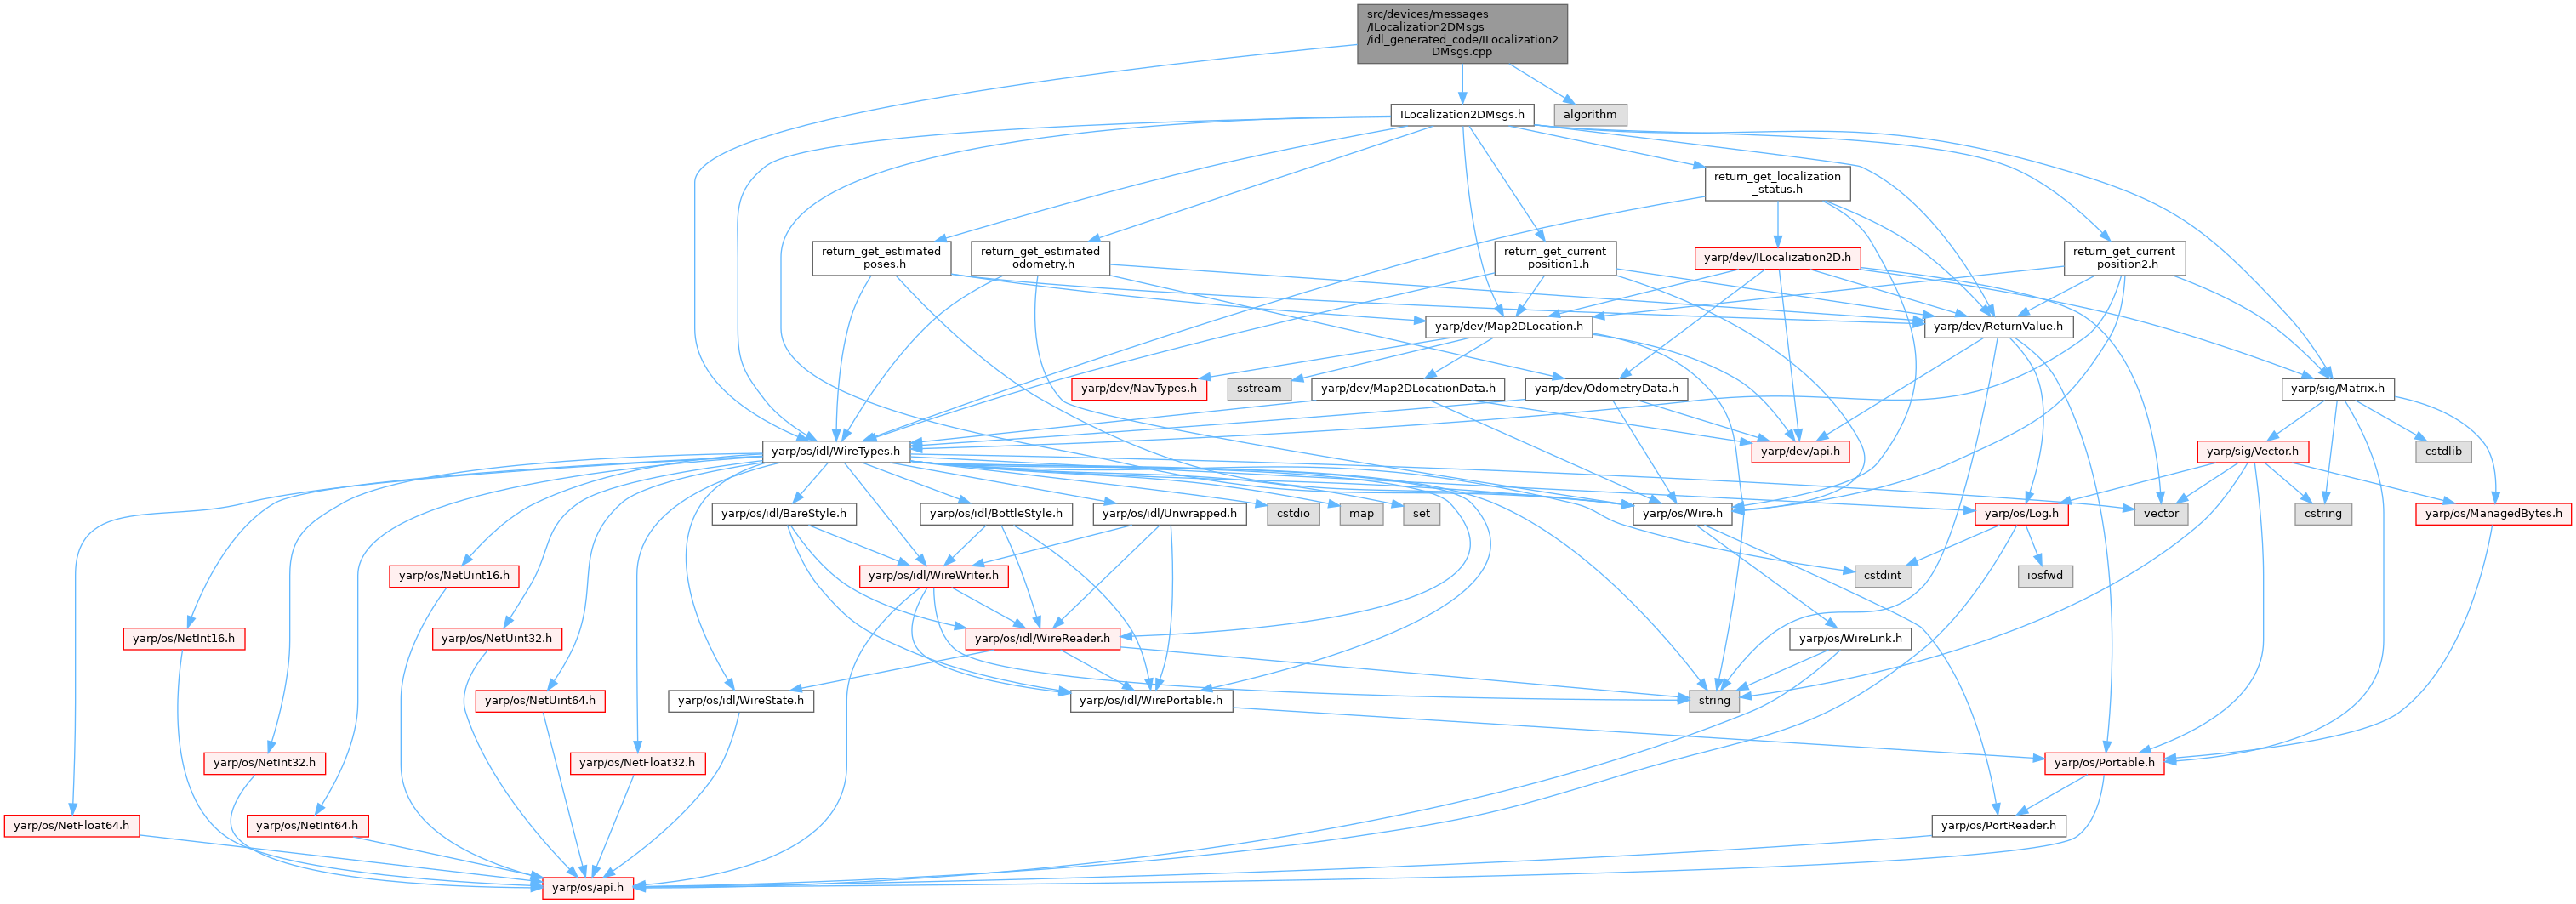 src/devices/messages
/ILocalization2DMsgs
/idl_generated_code/ILocalization2
DMsgs.cpp
ILocalization2DMsgs.h
algorithm
return_get_localization
_status.h
return_get_estimated
_poses.h
return_get_estimated
_odometry.h
return_get_current
_position1.h
yarp/dev/ILocalization2D.h
return_get_current
_position2.h
yarp/dev/Map2DLocation.h
yarp/dev/ReturnValue.h
yarp/dev/NavTypes.h
sstream
yarp/dev/Map2DLocationData.h
yarp/dev/OdometryData.h
yarp/sig/Matrix.h
yarp/os/idl/WireTypes.h
yarp/dev/api.h
yarp/sig/Vector.h
cstdlib
yarp/os/idl/BareStyle.h
yarp/os/idl/BottleStyle.h
yarp/os/idl/Unwrapped.h
cstdio
map
set
yarp/os/Wire.h
yarp/os/Log.h
vector
cstring
yarp/os/ManagedBytes.h
yarp/os/NetUint16.h
yarp/os/idl/WireWriter.h
cstdint
iosfwd
yarp/os/NetInt16.h
yarp/os/NetUint32.h
yarp/os/idl/WireReader.h
yarp/os/WireLink.h
yarp/os/NetUint64.h
yarp/os/idl/WireState.h
yarp/os/idl/WirePortable.h
string
yarp/os/NetInt32.h
yarp/os/NetFloat32.h
yarp/os/Portable.h
yarp/os/NetFloat64.h
yarp/os/NetInt64.h
yarp/os/PortReader.h
yarp/os/api.h